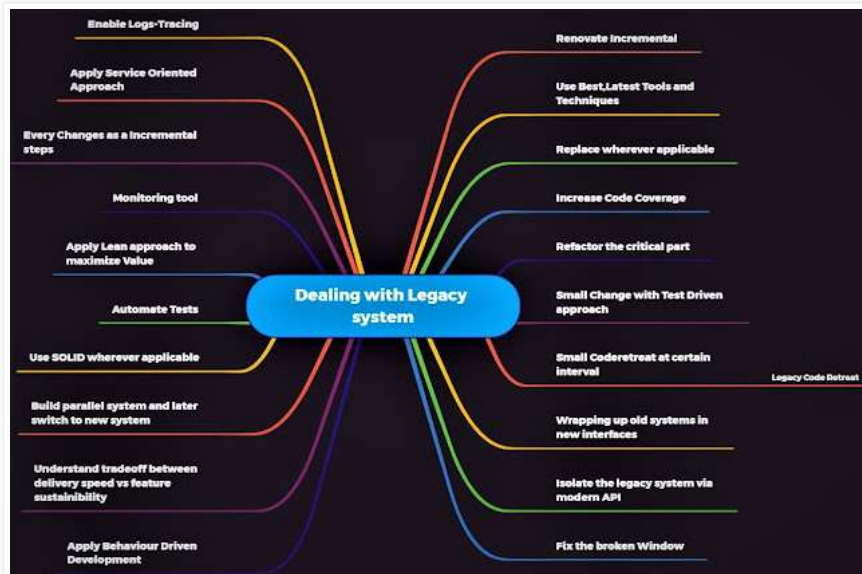 Enable Logs-Tracing
Apply Service Oriented
Approach
Every Changes as a Incremental
steps
Monitoring tool
Apply Lean approach to
maximize Value
Automate Tests
Use SOLID wherever applicable
Build parallel system and later
switch to new system
Understand tradeoff between
delivery speed vs feature
sustainibility
Apply Behaviour Driven
Development
Dealing with Legacy
system
Renovate Incremental
Use Best,Latest Tools and
Techniques
Replace wherever applicable
Increase Code Coverage
Refactor the critical part
Small Change with Test Driven
approach
Small Coderetreat at certain
interval
Legacy Code Retreat
Wrapping up old systems in
new interfaces
Isolate the legacy system via
modern API
Fix the broken Window